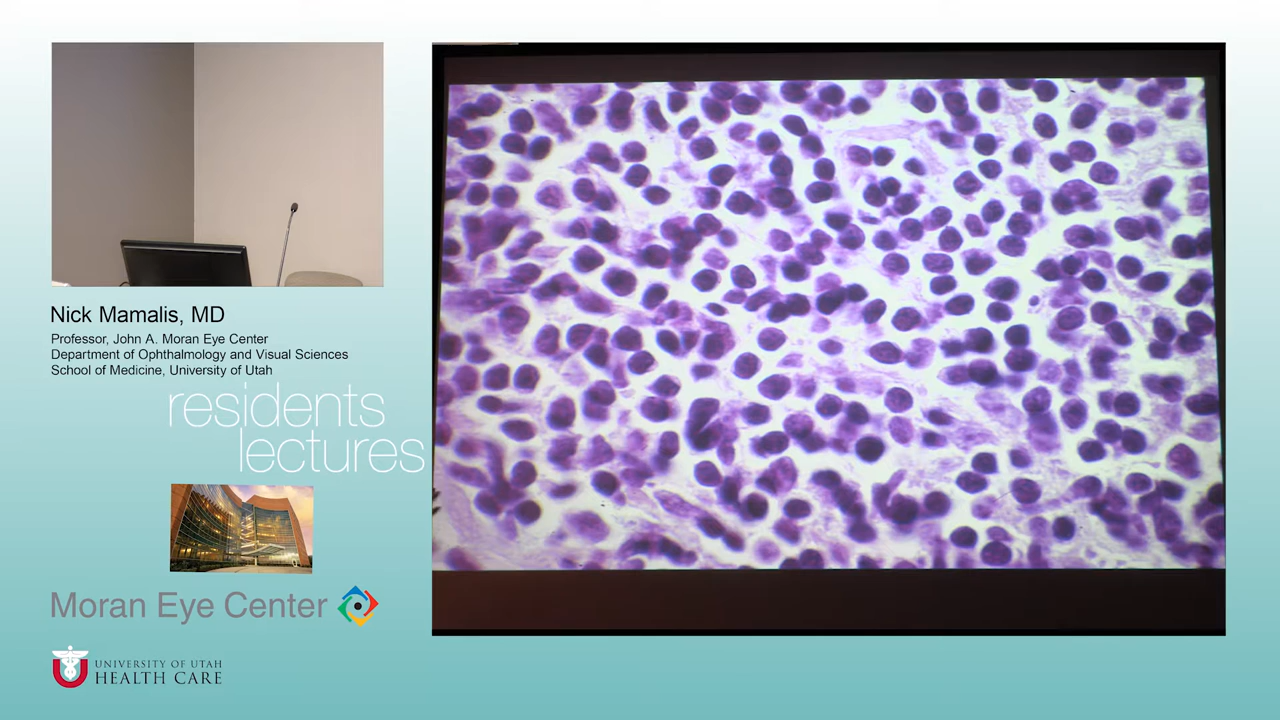 Nick Mamalis, MD
Professor, John A. Moran Eye Center
Department of Ophthalmology and Visual Sciences
School of Medicine, University of Utah
residents
lectures
Moran Eye Center
UNIVERSITY OF UTAH
HEALTH CARE